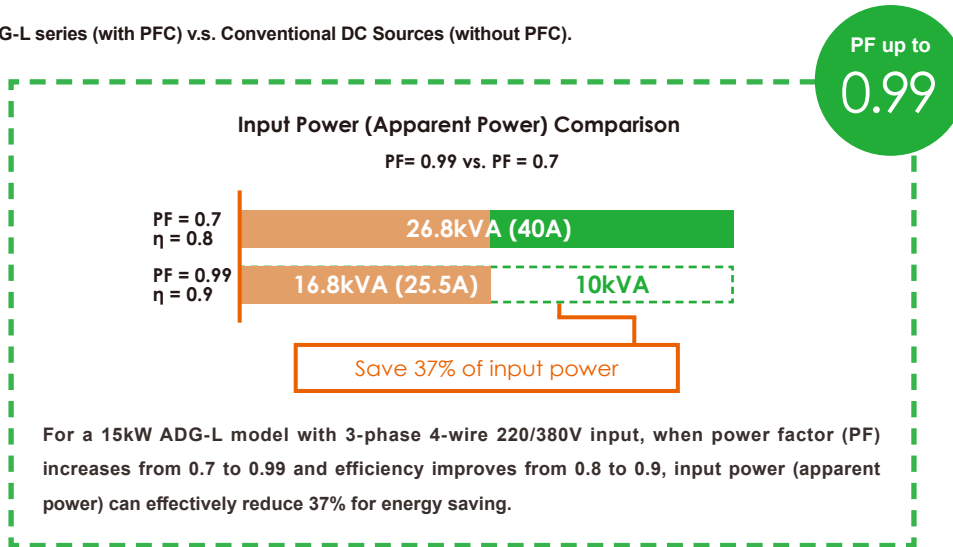 G-L series (with PFC) v.s. Conventional DC Sources (without PFC).
PF up to
0.99
Input Power (Apparent Power) Comparison
PF= 0.99 vs. PF = 0.7
PF = 0.7
η = 0.8
26.8kVA (40A)
PF = 0.99
η = 0.9
16.8kVA (25.5A)
10kVA
Save 37% of input power
For a 15kW ADG-L model with 3-phase 4-wire 220/380V input, when power factor (PF)
increases from 0.7 to 0.99 and efficiency improves from 0.8 to 0.9, input power (apparent
power) can effectively reduce 37% for energy saving.